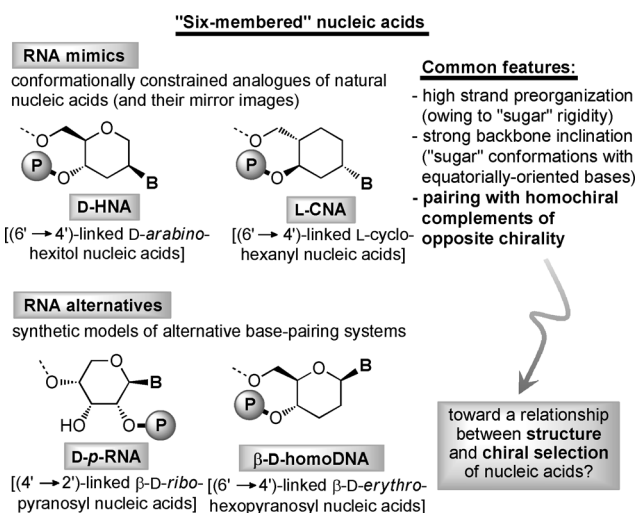 "Six-membered" nucleic acids
RNA mimics
conformationally constrained analogues of natural
nucleic acids (and their mirror images)
O
O
P
O
B
D-HNA
[(6' → 4')-linked D-arabino-
hexitol nucleic acids]
O
P
O
B
L-CNA
[(6' → 4')-linked L-cyclo-
hexanyl nucleic acids]
Common features:
- high strand preorganization
(owing to "sugar" rigidity)
- strong backbone inclination
("sugar" conformations with
equatorially-oriented bases)
- pairing with homochiral
complements of
opposite chirality
RNA alternatives
synthetic models of alternative base-pairing systems
O
O
B
HO
O
P
D-p-RNA
[(4' → 2')-linked β-D-ribo-
pyranosyl nucleic acids]
O
O
B
P
O
β-D-homoDNA
[(6' → 4')-linked β-D-erythro-
hexopyranosyl nucleic acids]
toward a relationship
between structure
and chiral selection
of nucleic acids?